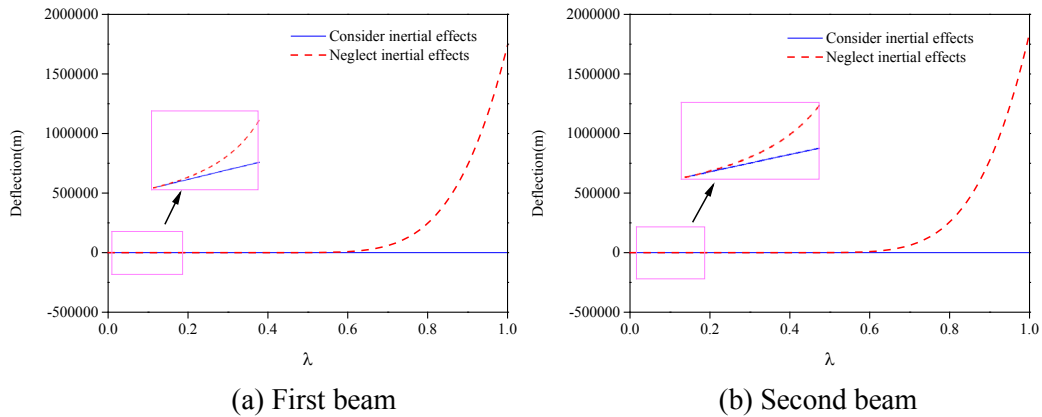 2000000
1500000
1000000
500000
0
-500000
Deflection(m)
Consider inertial effects
Neglect inertial effects
0.0 0.2 0.4 0.6 0.8 1.0
λ
(a) First beam
2000000
1500000
1000000
500000
0
-500000
Deflection(m)
Consider inertial effects
Neglect inertial effects
0.0 0.2 0.4 0.6 0.8 1.0
λ
(b) Second beam